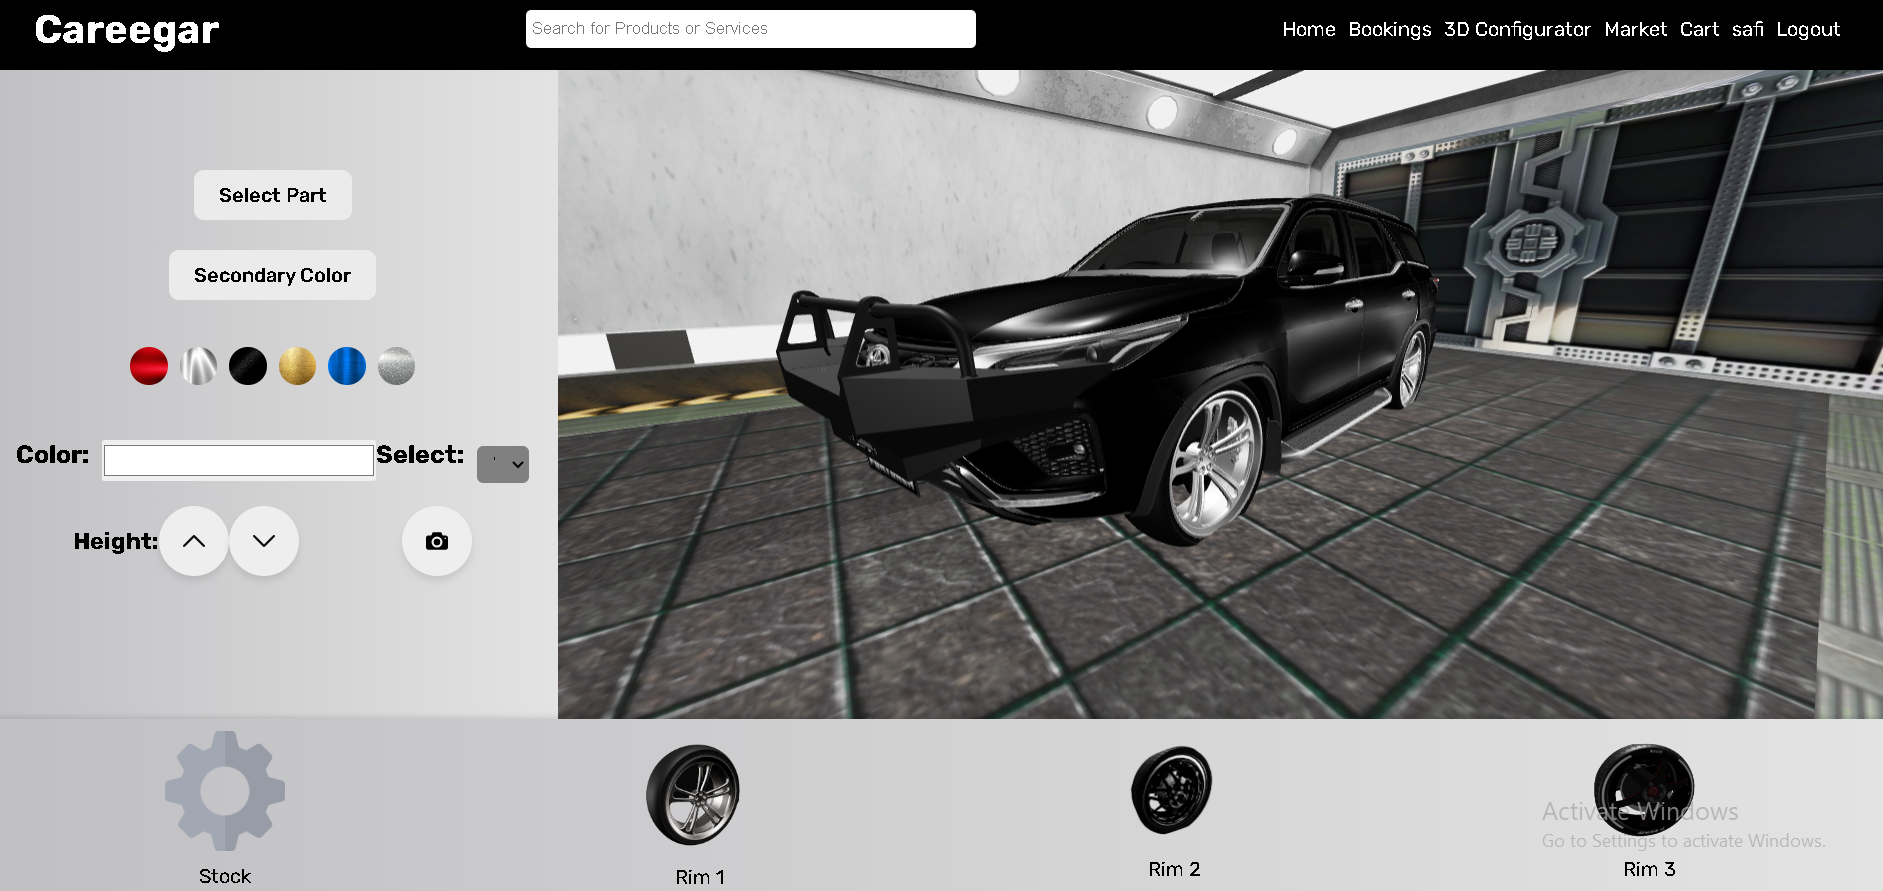 Careegar
Search for Products or Services
Home Bookings 3D Configurator Market Cart safi Logout
Select Part
Secondary Color
Color:
Select:
Height:
Stock
Rim 1
Rim 2
Rim 3
Activate Windows
Go to Settings to activate Windows.